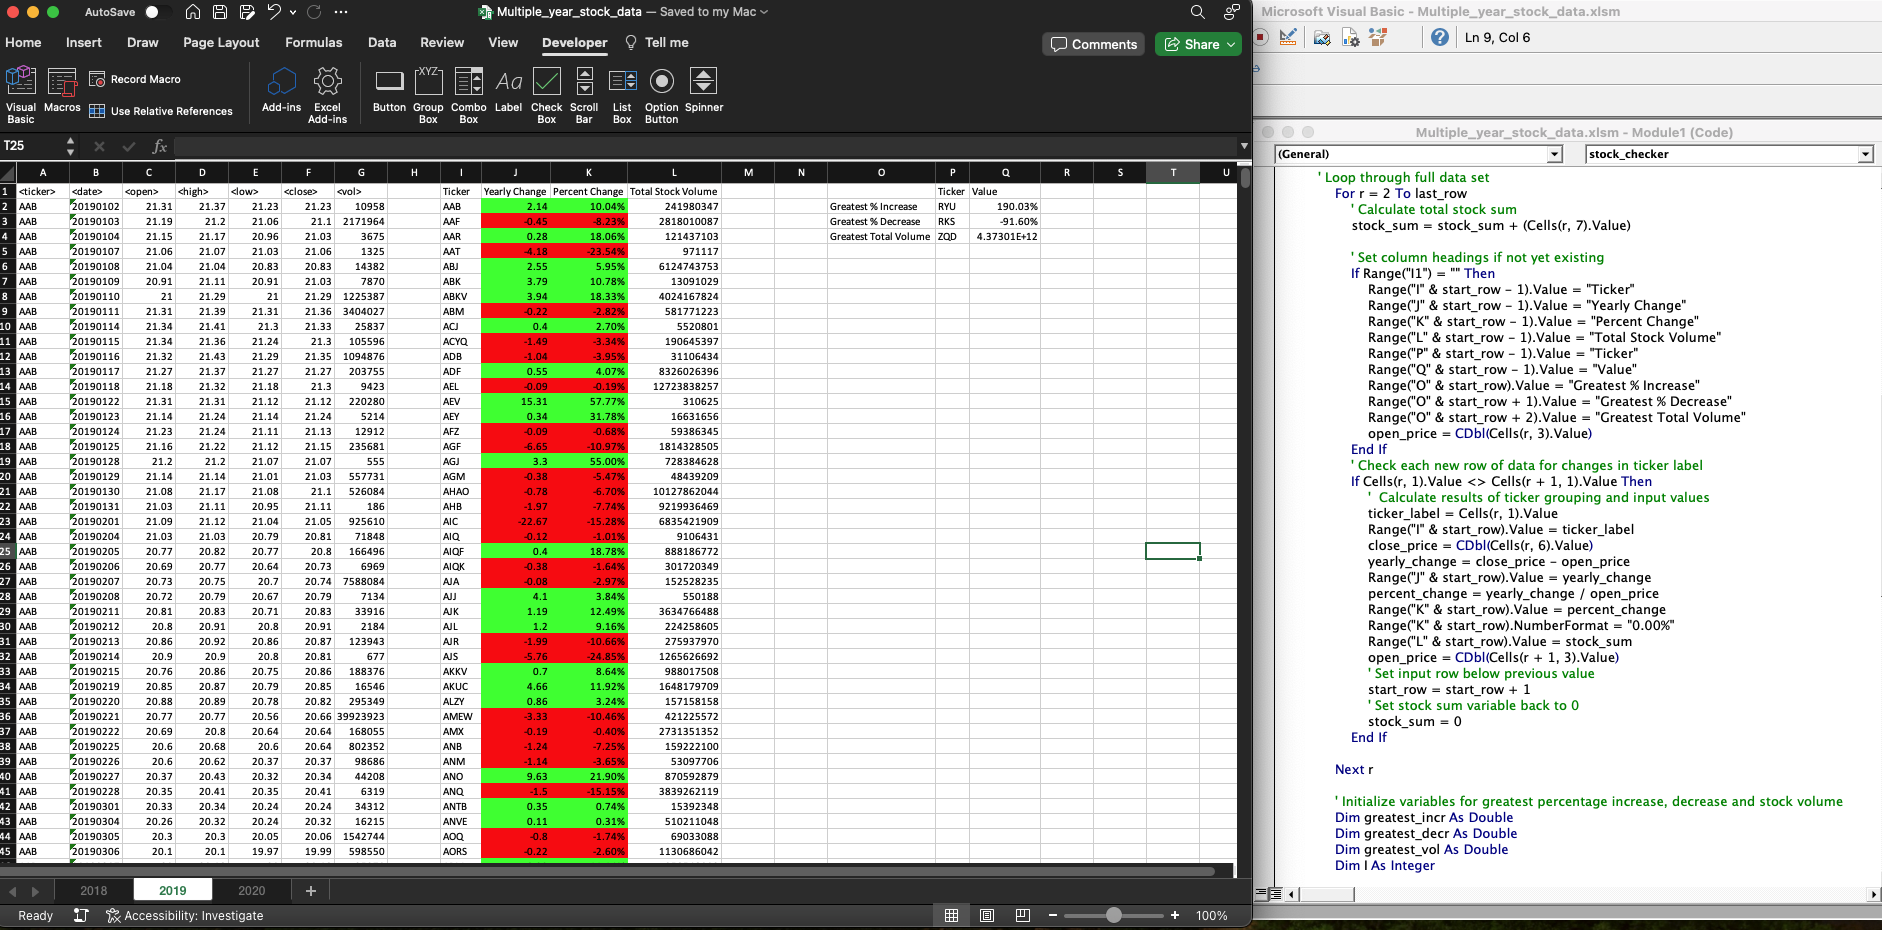 AutoSave
Multiple_year_stock_data — Saved to my Mac
Home Insert Draw Page Layout Formulas Data Review View Developer Tell me
Comments Share
Visual Basic Macros Record Macro Use Relative References Add-ins Excel Add-ins Button Group Box Combo Box Label Check Box Scroll Bar List Box Option Button Spinner
T25 fx
A B C D E F G H I J K L M N O P Q R S T U
1 <ticker> <date> <open> <high> <low> <close> <vol> Ticker Yearly Change Percent Change Total Stock Volume Ticker Value
2 AAB 20190102 21.31 21.37 21.23 21.23 10958 AAB 2.14 10.04% 241980347 Greatest % Increase RYU 190.03%
3 AAB 20190103 21.19 21.2 21.06 21.1 2171964 AAF -0.45 -8.23% 2818010087 Greatest % Decrease RKS -91.60%
4 AAB 20190104 21.15 21.17 20.96 21.03 3675 AAR 0.28 18.06% 121437103 Greatest Total Volume ZQD 4.37301E+12
5 AAB 20190107 21.06 21.07 21.03 21.06 1325 AAT -4.18 -23.54% 971117
6 AAB 20190108 21.04 21.04 20.83 20.83 14382 ABJ 2.55 5.95% 6124743753
7 AAB 20190109 20.91 21.11 20.91 21.03 7870 ABK 3.79 10.78% 13091029
8 AAB 20190110 21 21.29 21 21.29 1225387 ABKV 3.94 18.33% 4024167824
9 AAB 20190111 21.31 21.39 21.31 21.36 3404027 ABM -0.22 -2.82% 581771223
10 AAB 20190114 21.34 21.41 21.3 21.33 25837 ACJ 0.4 2.70% 5520801
11 AAB 20190115 21.34 21.36 21.24 21.3 105596 ACYQ -1.49 -3.34% 190645397
12 AAB 20190116 21.32 21.43 21.29 21.35 1094876 ADB -1.04 -3.95% 31106434
13 AAB 20190117 21.27 21.37 21.27 21.27 203755 ADF 0.55 4.07% 8326026396
14 AAB 20190118 21.18 21.32 21.18 21.3 9423 AEL -0.09 -0.19% 12723838257
15 AAB 20190122 21.31 21.31 21.12 21.12 220280 AEV 15.31 57.77% 310625
16 AAB 20190123 21.14 21.24 21.14 21.24 5214 AEY 0.34 31.78% 16631656
17 AAB 20190124 21.23 21.24 21.11 21.13 12912 AFZ -0.09 -0.68% 59386345
18 AAB 20190125 21.16 21.22 21.12 21.15 235681 AGF -6.65 -10.97% 1814328505
19 AAB 20190128 21.2 21.2 21.07 21.07 555 AGJ 3.3 55.00% 728384628
20 AAB 20190129 21.14 21.14 21.01 21.03 557731 AGM -0.38 -5.47% 48439209
21 AAB 20190130 21.08 21.17 21.08 21.1 526084 AHAO -0.78 -6.70% 10127862044
22 AAB 20190131 21.03 21.11 20.95 21.11 186 AHB -1.97 -7.74% 9219936469
23 AAB 20190201 21.09 21.12 21.04 21.05 925610 AIC -22.67 -15.28% 6835421909
24 AAB 20190204 21.03 21.03 20.79 20.81 71848 AIQ -0.12 -1.01% 9106431
25 AAB 20190205 20.77 20.82 20.77 20.8 166496 AIQF 0.4 18.78% 888186772
26 AAB 20190206 20.69 20.77 20.64 20.73 6969 AIQK -0.38 -1.64% 301720349
27 AAB 20190207 20.73 20.75 20.7 20.74 7588084 AJA -0.08 -2.97% 152528235
28 AAB 20190208 20.72 20.79 20.67 20.79 7134 AJJ 4.1 3.84% 550188
29 AAB 20190211 20.81 20.83 20.71 20.83 33916 AJK 1.19 12.49% 3634766488
30 AAB 20190212 20.8 20.91 20.8 20.91 2184 AJL 1.2 9.16% 224258605
31 AAB 20190213 20.86 20.92 20.86 20.87 123943 AJR -1.99 -10.66% 275937970
32 AAB 20190214 20.9 20.9 20.8 20.81 677 AJS -5.76 -24.85% 1265626692
33 AAB 20190215 20.76 20.86 20.75 20.86 188376 AKKV 0.7 8.64% 988017508
34 AAB 20190219 20.85 20.87 20.79 20.85 16546 AKUC 4.66 11.92% 1648179709
35 AAB 20190220 20.88 20.89 20.78 20.82 295349 ALZY 0.86 3.24% 157158158
36 AAB 20190221 20.77 20.77 20.56 20.66 39923923 AMEW -3.33 -10.46% 421225572
37 AAB 20190222 20.69 20.8 20.64 20.64 168055 AMX -0.19 -0.40% 2731351352
38 AAB 20190225 20.6 20.68 20.6 20.64 802352 ANB -1.24 -7.25% 159222100
39 AAB 20190226 20.6 20.62 20.37 20.37 98686 ANM -1.14 -3.65% 53097706
40 AAB 20190227 20.37 20.43 20.32 20.34 44208 ANO 9.63 21.90% 870592879
41 AAB 20190228 20.35 20.41 20.35 20.41 6319 ANQ -1.5 -15.15% 3839262119
42 AAB 20190301 20.33 20.34 20.24 20.24 34312 ANTB 0.35 0.74% 15392348
43 AAB 20190304 20.26 20.32 20.24 20.32 16215 ANVE 0.11 0.31% 510211048
44 AAB 20190305 20.3 20.3 20.05 20.06 1542744 AOQ -0.8 -1.74% 69033088
45 AAB 20190306 20.1 20.1 19.97 19.99 598550 AORS -0.22 -2.60% 1130686042
2018 2019 2020 +
Ready Accessibility: Investigate 100%
Microsoft Visual Basic - Multiple_year_stock_data.xlsm
Ln 9, Col 6
Multiple_year_stock_data.xlsm - Module1 (Code)
(General) stock_checker
' Loop through full data set
For r = 2 To last_row
' Calculate total stock sum
stock_sum = stock_sum + (Cells(r, 7).Value)
' Set column headings if not yet existing
If Range("I1") = "" Then
Range("I" & start_row - 1).Value = "Ticker"
Range("J" & start_row - 1).Value = "Yearly Change"
Range("K" & start_row - 1).Value = "Percent Change"
Range("L" & start_row - 1).Value = "Total Stock Volume"
Range("P" & start_row - 1).Value = "Ticker"
Range("Q" & start_row - 1).Value = "Value"
Range("O" & start_row).Value = "Greatest % Increase"
Range("O" & start_row + 1).Value = "Greatest % Decrease"
Range("O" & start_row + 2).Value = "Greatest Total Volume"
open_price = CDbl(Cells(r, 3).Value)
End If
' Check each new row of data for changes in ticker label
If Cells(r, 1).Value <> Cells(r + 1, 1).Value Then
' Calculate results of ticker grouping and input values
ticker_label = Cells(r, 1).Value
Range("I" & start_row).Value = ticker_label
close_price = CDbl(Cells(r, 6).Value)
yearly_change = close_price - open_price
Range("J" & start_row).Value = yearly_change
percent_change = yearly_change / open_price
Range("K" & start_row).Value = percent_change
Range("K" & start_row).NumberFormat = "0.00%"
Range("L" & start_row).Value = stock_sum
open_price = CDbl(Cells(r + 1, 3).Value)
' Set input row below previous value
start_row = start_row + 1
' Set stock sum variable back to 0
stock_sum = 0
End If
Next r
' Initialize variables for greatest percentage increase, decrease and stock volume
Dim greatest_incr As Double
Dim greatest_decr As Double
Dim greatest_vol As Double
Dim l As Integer